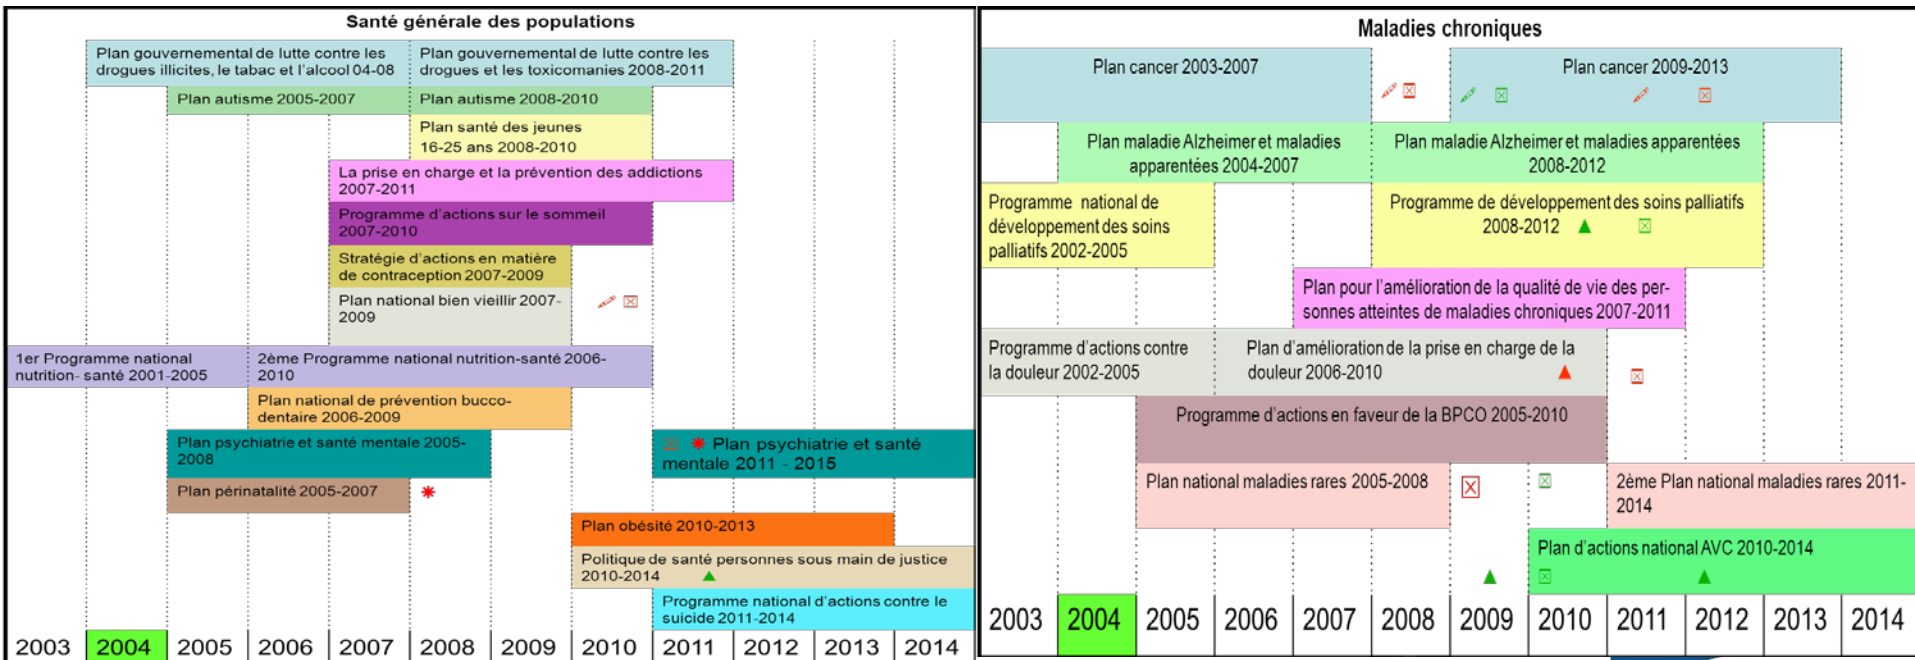 Santé générale des populations
Plan gouvernemental de lutte contre les
drogues illicites, le tabac et l'alcool 04-08
Plan gouvernemental de lutte contre les
drogues et les toxicomanies 2008-2011
Plan autisme 2005-2007
Plan autisme 2008-2010
Plan santé des jeunes
16-25 ans 2008-2010
La prise en charge et la prévention des addictions
2007-2011
Programme d'actions sur le sommeil
2007-2010
Stratégie d'actions en matière
de contraception 2007-2009
Plan national bien vieillir 2007-
2009
1er Programme national
nutrition- santé 2001-2005
2ème Programme national nutrition-santé 2006-
2010
Plan national de prévention bucco-
dentaire 2006-2009
Plan psychiatrie et santé mentale 2005-
2008
Plan psychiatrie et santé
mentale 2011 - 2015
Plan périnatalité 2005-2007
Plan obésité 2010-2013
Politique de santé personnes sous main de justice
2010-2014
Programme national d'actions contre le
suicide 2011-2014
2003 2004 2005 2006 2007 2008 2009 2010 2011 2012 2013 2014
Maladies chroniques
Plan cancer 2003-2007
Plan cancer 2009-2013
Plan maladie Alzheimer et maladies
apparentées 2004-2007
Plan maladie Alzheimer et maladies apparentées
2008-2012
Programme national de
développement des soins
palliatifs 2002-2005
Programme de développement des soins palliatifs
2008-2012
Plan pour l'amélioration de la qualité de vie des per-
sonnes atteintes de maladies chroniques 2007-2011
Programme d'actions contre
la douleur 2002-2005
Plan d'amélioration de la prise en charge de la
douleur 2006-2010
Programme d'actions en faveur de la BPCO 2005-2010
Plan national maladies rares 2005-2008
2ème Plan national maladies rares 2011-
2014
Plan d'actions national AVC 2010-2014
2003 2004 2005 2006 2007 2008 2009 2010 2011 2012 2013 2014